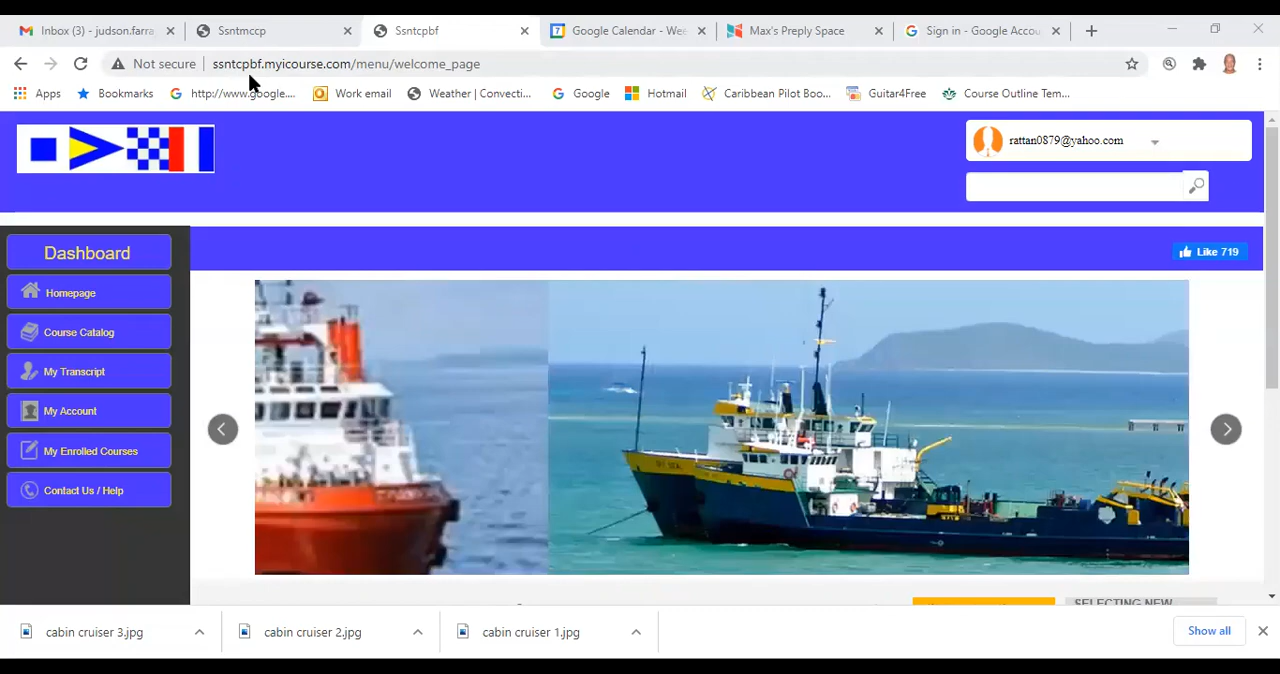 Inbox (3) - judson.farra
Ssntmccp
Ssntcpbf
Google Calendar - Wee
Max's Preply Space
Sign in - Google Accou
Not secure
ssntcpbf.myicourse.com/menu/welcome_page
Apps
Bookmarks
http://www.google....
Work email
Weather | Convecti...
Google
Hotmail
Caribbean Pilot Boo...
Guitar4Free
Course Outline Tem...
rattan0879@yahoo.com
Dashboard
Like 719
Homepage
Course Catalog
My Transcript
My Account
My Enrolled Courses
Contact Us / Help
SELECTING NEW
cabin cruiser 3.jpg
cabin cruiser 2.jpg
cabin cruiser 1.jpg
Show all